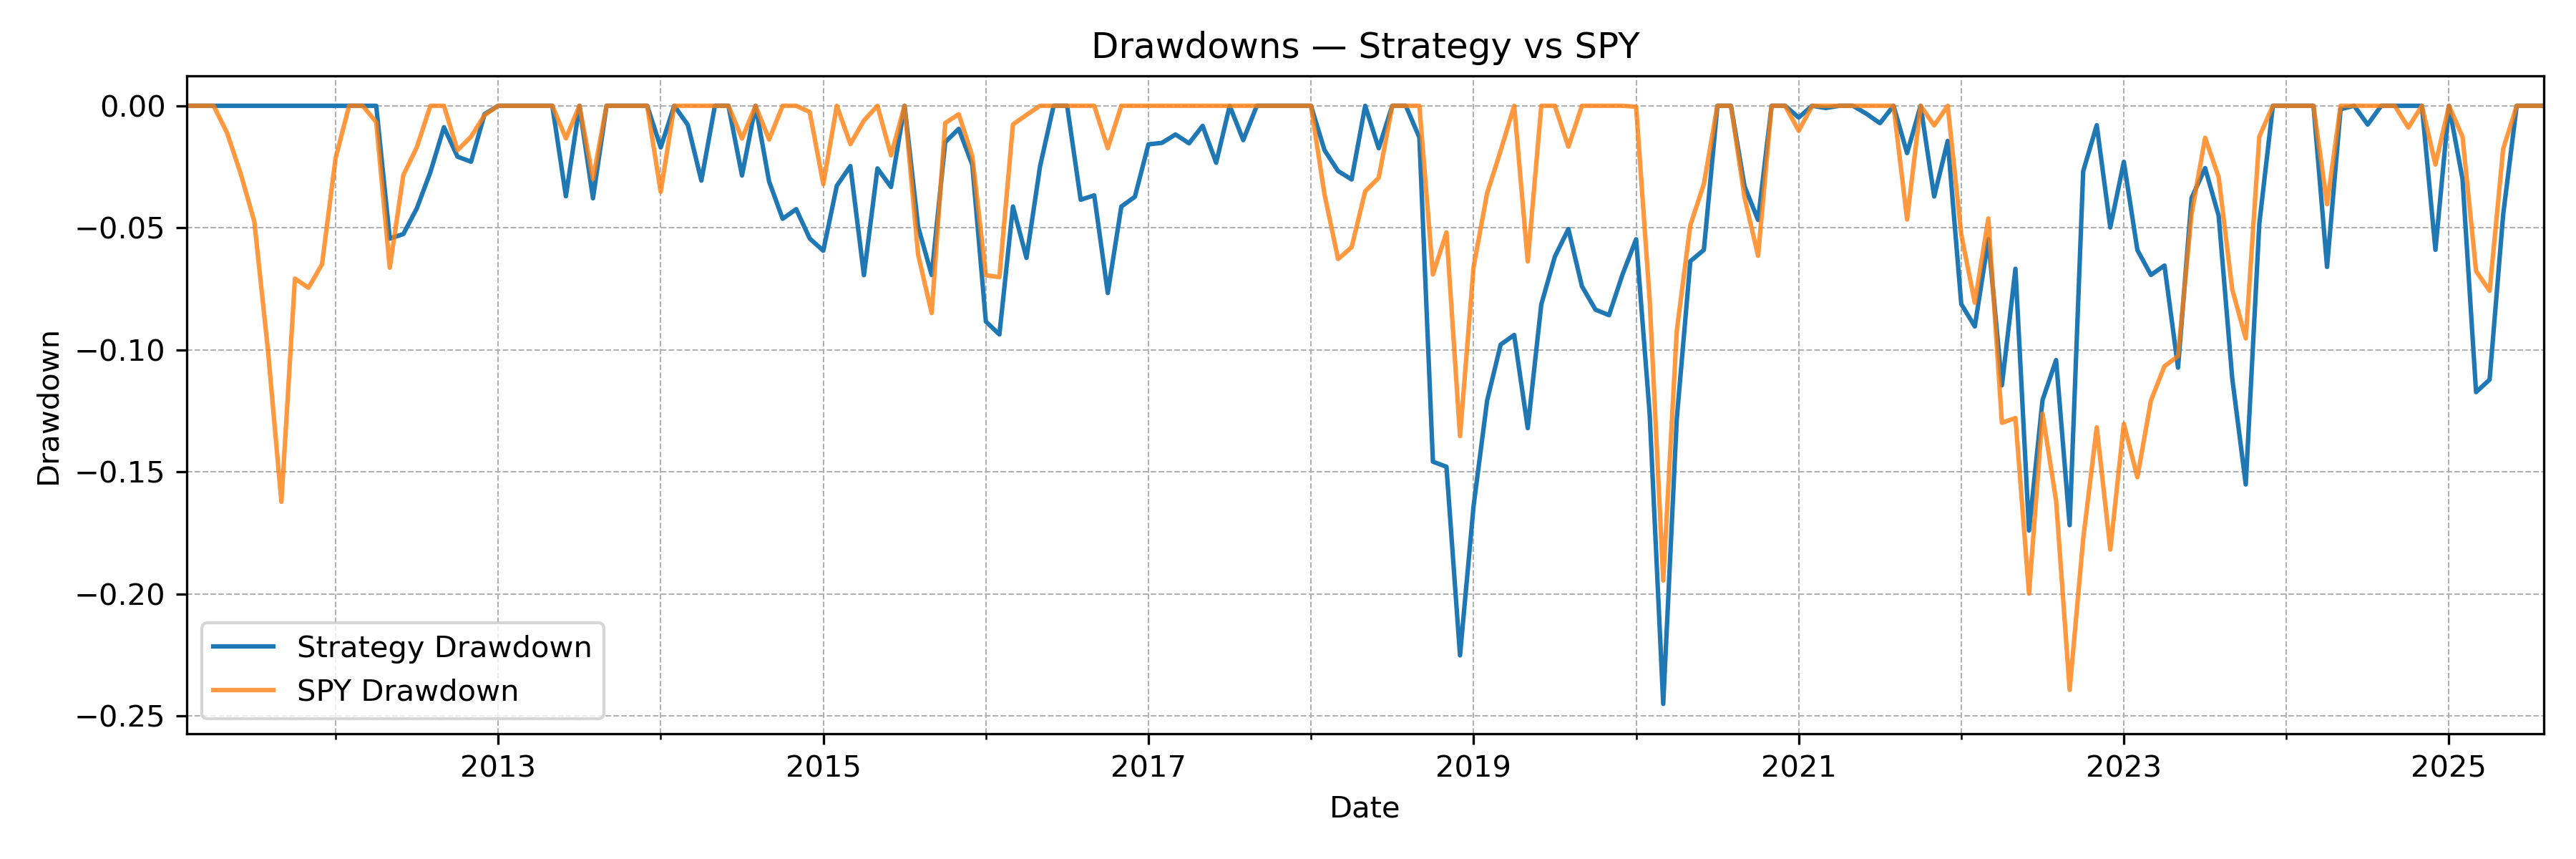 Drawdowns — Strategy vs SPY
Drawdown
0.00
−0.05
−0.10
−0.15
−0.20
−0.25
Strategy Drawdown
SPY Drawdown
2013 2015 2017 2019 2021 2023 2025
Date